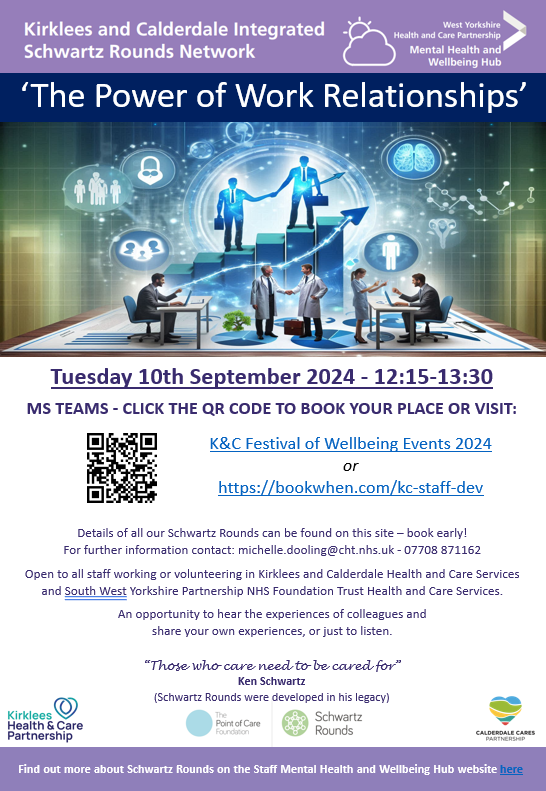 Kirklees and Calderdale Integrated
Schwartz Rounds Network
West Yorkshire
Health and Care Partnership
Mental Health and
Wellbeing Hub
‘The Power of Work Relationships’
Tuesday 10th September 2024 - 12:15-13:30
MS TEAMS - CLICK THE QR CODE TO BOOK YOUR PLACE OR VISIT:
K&C Festival of Wellbeing Events 2024
or
https://bookwhen.com/kc-staff-dev
Details of all our Schwartz Rounds can be found on this site – book early!
For further information contact: michelle.dooling@cht.nhs.uk - 07708 871162
Open to all staff working or volunteering in Kirklees and Calderdale Health and Care Services
and South West Yorkshire Partnership NHS Foundation Trust Health and Care Services.
An opportunity to hear the experiences of colleagues and
share your own experiences, or just to listen.
“Those who care need to be cared for”
Ken Schwartz
(Schwartz Rounds were developed in his legacy)
Kirklees
Health & Care
Partnership
The
Point of Care
Foundation
Schwartz
Rounds
CALDERDALE CARES
PARTNERSHIP
Find out more about Schwartz Rounds on the Staff Mental Health and Wellbeing Hub website here